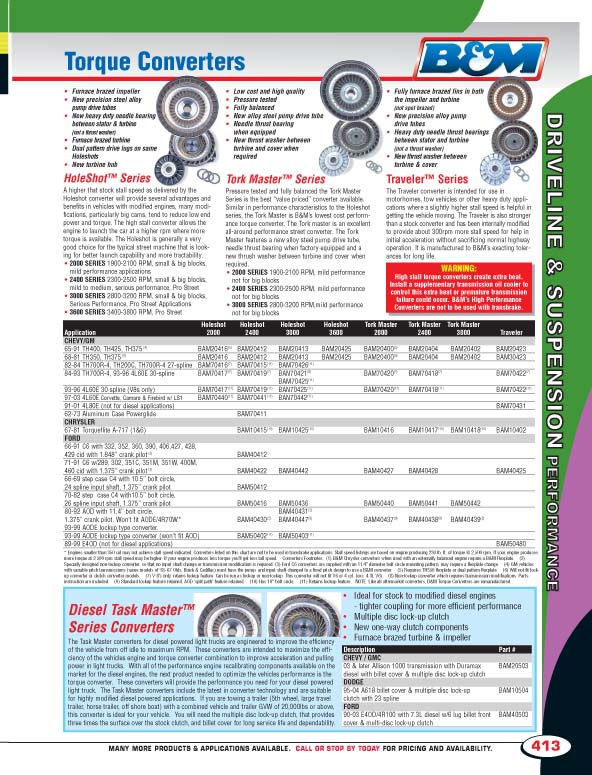 Torque Converters
B&M
• Furnace brazed impeller
• New precision steel alloy
pump drive tubes
• New heavy duty needle bearing
between stator & turbine
(not a thrust washer)
• Furnace brazed turbine
• Dual pattern drive lugs on same
Holeshots
• New turbine hub
HoleShot™ Series
A higher that stock stall speed as delivered by the
Holeshot converter will provide several advantages and
benefits in vehicles with modified engines, many modi-
fications, particularly big cams, tend to reduce low end
power and torque. The high stall converter allows the
engine to launch the car at a higher rpm where more
torque is available. The Holeshot is generally a very
good choice for the typical street machine that is look-
ing for better launch capability and more tractability.
• 2000 SERIES 1900-2100 RPM, small & big blocks,
mild performance applications
• 2400 SERIES 2300-2500 RPM, small & big blocks,
mild to medium, serious performance, Pro Street
• 3000 SERIES 2800-3200 RPM, small & big blocks,
Serious Performance, Pro Street Applications
• 3600 SERIES 3400-3800 RPM, Pro Street
• Low cost and high quality
• Pressure tested
• Fully balanced
• New alloy steel pump drive tube
• Needle thrust bearing
when equipped
• New thrust washer between
turbine and cover when
required
Tork Master™ Series
Pressure tested and fully balanced the Tork Master
Series is the best "value priced" converter available.
Similar in performance characteristics to the Holeshot
series, the Tork Master is B&M's lowest cost perform-
ance torque converter. The Tork master is an excellent
all-around performance street converter. The Tork
Master features a new alloy steel pump drive tube,
needle thrust bearing when factory equipped and a
new thrush washer between turbine and cover when
required.
• 2000 SERIES 1900-2100 RPM, mild performance
not for big blocks
• 2400 SERIES 2300-2500 RPM, mild performance
not for big blocks
• 3000 SERIES 2800-3200 RPM,mild performance
not for big blocks
• Fully furnace brazed fins in both
the impeller and turbine
(not spot brazed)
• New precision alloy pump
drive tubes
• Heavy duty needle thrust bearings
between stator and turbine
(not a thrust washer)
• New thrust washer between
turbine & cover
Traveler™ Series
The Traveler converter is intended for use in
motorhomes, tow vehicles or other heavy duty appli-
cations where a slightly higher stall speed is helpful in
getting the vehicle moving. The Traveler is also stronger
than a stock converter and has been internally modified
to provide about 300rpm more stall speed for help in
initial acceleration without sacrificing normal highway
operation. It is manufactured to B&M's exacting toler-
ances for long life.
WARNING:
High stall torque converters create extra heat.
Install a supplementary transmission oil cooler to
control this extra heat or premature transmission
failure could occur. B&M's High Performance
Converters are not to be used with transbrake.
Holeshot Holeshot Holeshot Holeshot Tork Master Tork Master Tork Master
Application 2000 2400 3000 3600 2000 2400 3000 Traveler
CHEVY/GM
65-91 TH400, TH425, TH375 BAM20416 BAM20412 BAM20413 BAM20425 BAM20400 BAM20404 BAM20402 BAM20423
68-81 TH350, TH375 BAM20416 BAM20412 BAM20413 BAM20425 BAM20400 BAM20404 BAM20402 BAM30423
82-84 TH700R-4, TH200C, TH700R-4 27-spline BAM70416 BAM70415 BAM70426
84-93 TH700R-4, 93-96 4L60E 30-spline BAM70417 BAM70419 BAM70421 BAM70420 BAM70418 BAM70422
BAM70425
93-96 4L60E 30 spline (V8s only) BAM70417 BAM70419 BAM70425 BAM70420 BAM70418 BAM70422
97-03 4L60E Corvette, Camaro & Firebird w/ LS1 BAM70440 BAM70441 BAM70442
91-01 4L80E (not for diesel applications) BAM70431
62-73 Aluminum Case Powerglide BAM70411
CHRYSLER
67-81 Torqueflite A-717 (1&6) BAM10415 BAM10425 BAM10416 BAM10417 BAM10418 BAM10402
FORD
66-91 C6 with 332, 352, 360, 390, 406,427, 428,
429 cid with 1.848" crank pilot BAM40412
71-91 C6 w/289, 302, 351C, 351M, 351W, 400M,
460 cid with 1.375" crank pilot BAM40422 BAM40442 BAM40427 BAM40428 BAM40425
66-69 step case C4 with 10.5" bolt circle,
24 spline input shaft, 1.375" crank pilot BAM50412
70-82 step case C4 with10.5" bolt circle,
26 spline input shaft, 1.375" crank pilot BAM50416 BAM50436 BAM50440 BAM50441 BAM50442
80-92 AOD with 11.4" bolt circle, BAM40431
1.375" crank pilot. Won't fit AODE/4R70W* BAM40430 BAM40447 BAM40437 BAM40438 BAM40439
93-99 AODE lockup type converter.
93-99 AODE lockup type converter (won't fit AOD) BAM50402 BAM50403
89-99 E4OD (not for diesel applications) BAM50480
Diesel Task Master™
Series Converters
• Ideal for stock to modified diesel engines
- tighter coupling for more efficient performance
• Multiple disc lock-up clutch
• New one-way clutch components
• Furnace brazed turbine & impeller
The Task Master converters for diesel powered light trucks are engineered to improve the efficiency
of the vehicle from off idle to maximum RPM. These converters are intended to maximize the effi-
ciency of the vehicles engine and torque converter combination to improve acceleration and pulling
power in light trucks. With all of the performance engine recalibrating components available on the
market for the diesel engines, the next product needed to optimize the vehicles performance is the
torque converter. These converters will provide the performance you need for your diesel powered
light truck. The Task Master converters include the latest in converter technology and are suitable
for highly modified diesel powered applications. If you are towing a trailer (5th wheel, large travel
trailer, horse trailer, off shore boat) with a combined vehicle and trailer GVW of 20,000lbs or above,
this converter is ideal for your vehicle. You will need the multiple disc lock-up clutch, that provides
three times the surface over the stock clutch, and billet cover for long service life and dependability.
Description Part #
CHEVY / GMC
03 & later Allison 1000 transmission with Duramax BAM20503
diesel with billet cover & multiple disc lock-up clutch
DODGE
95-04 A618 billet cover & multiple disc lock-up BAM10504
clutch with 23 spline
FORD
90-03 E4OD/4R100 with 7.3L diesel w/6 lug billet front BAM40503
cover & multi-disc lock-up clutch
DRIVELINE & SUSPENSION PERFORMANCE
MANY MORE PRODUCTS & APPLICATIONS AVAILABLE. CALL OR STOP BY TODAY FOR PRICING AND AVAILABILITY.
413